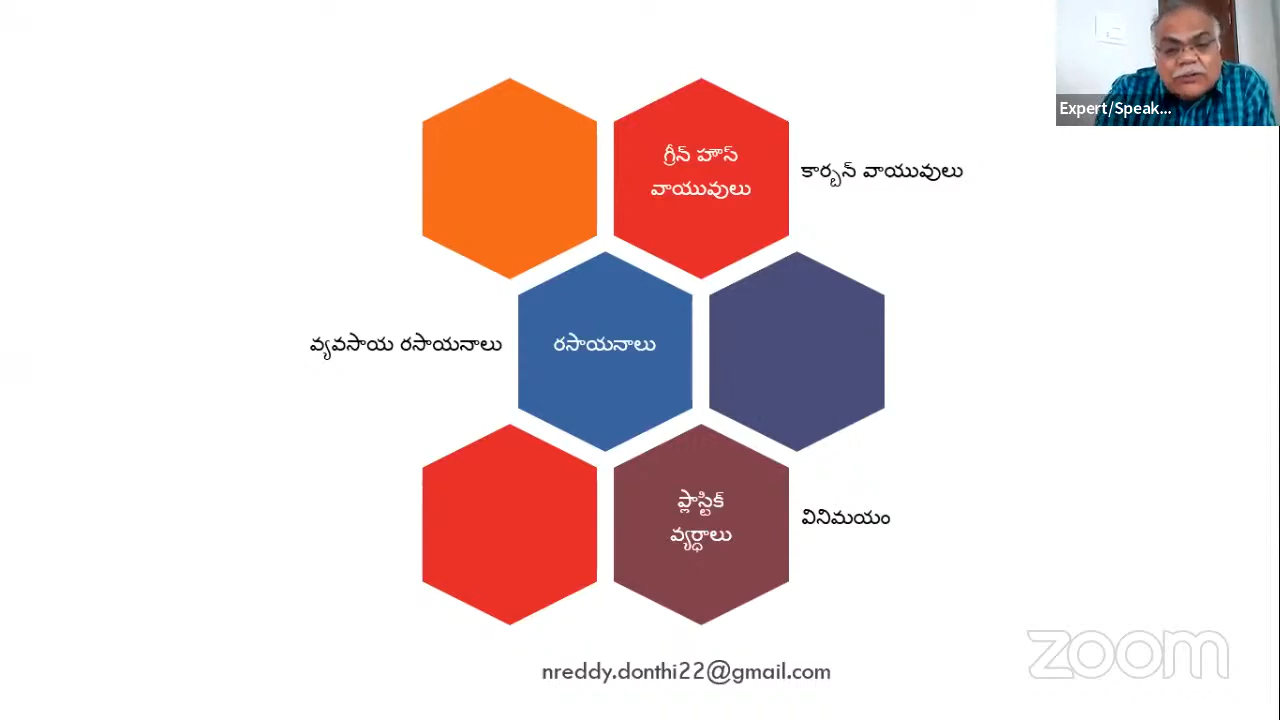 Expert/Speak...
గ్రీన్ హౌస్
వాయువులు
కార్బన్ వాయువులు
వ్యవసాయ రసాయనాలు
రసాయనాలు
ప్లాస్టిక్
వ్యర్ధాలు
వినిమయం
nreddy.donthi22@gmail.com
zoom